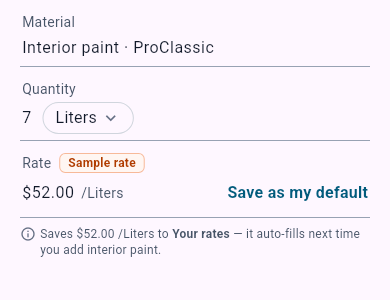 Material
Interior paint · ProClassic
Quantity
7 Liters
Rate Sample rate
$52.00 /Liters Save as my default
Saves $52.00 /Liters to Your rates — it auto-fills next time
you add interior paint.